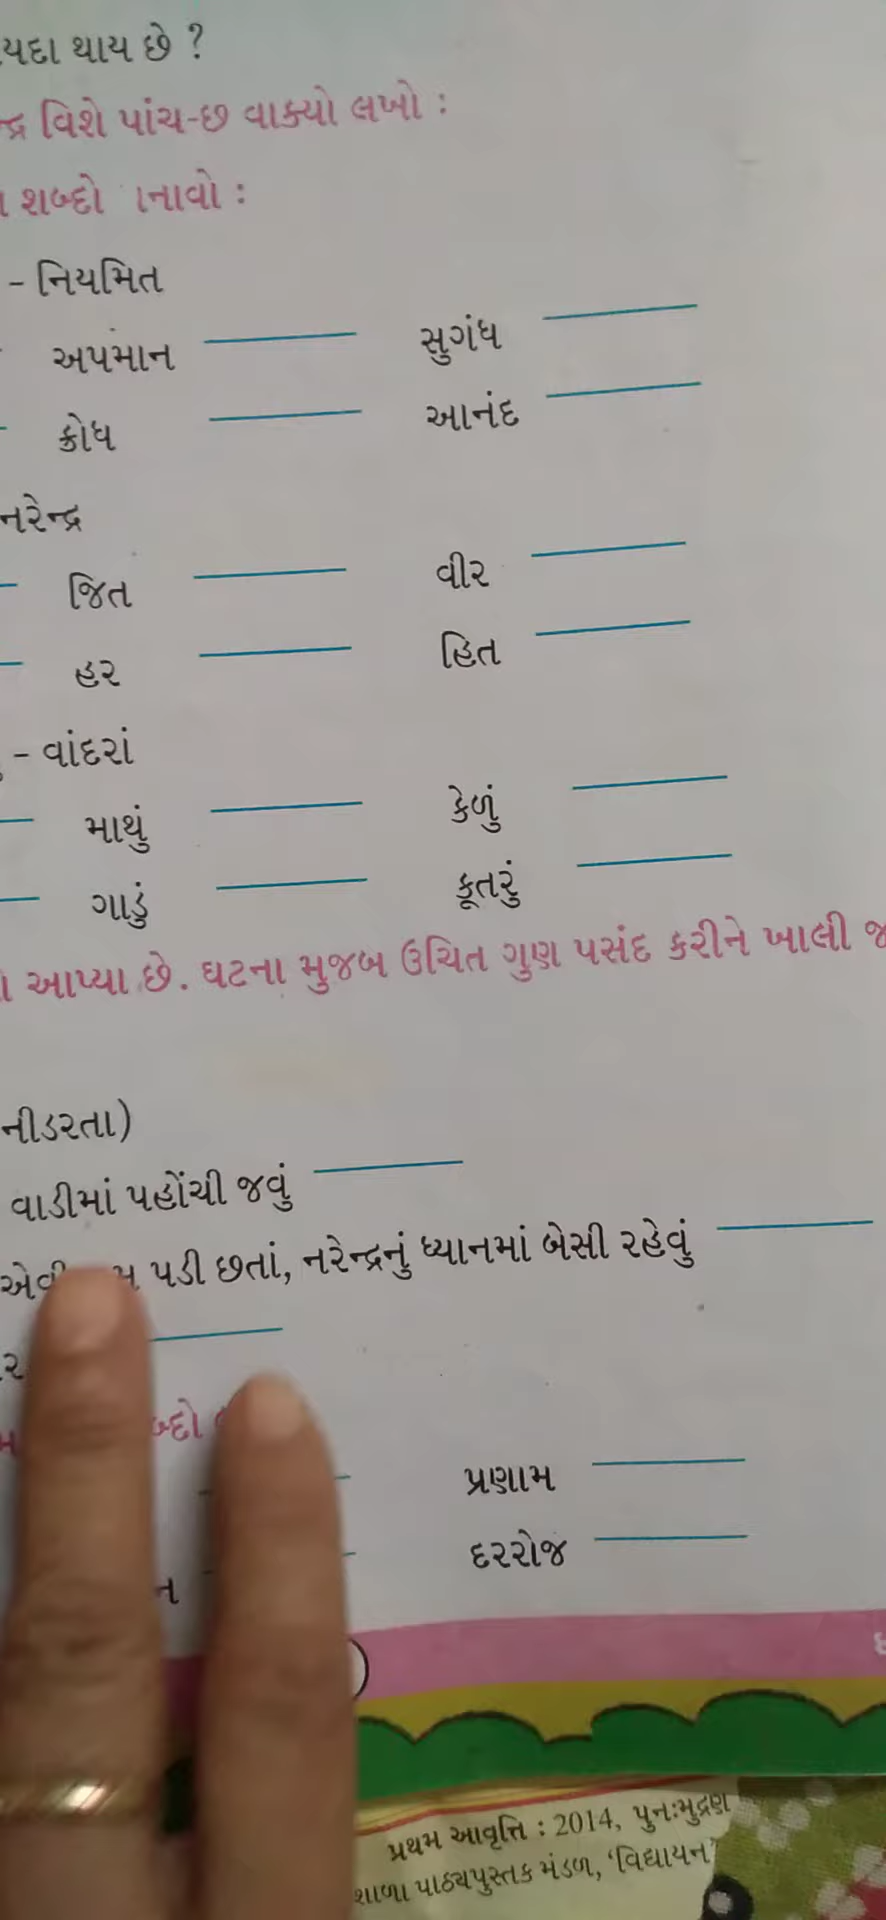 યદા થાય છે ?
ન્દ્ર વિશે પાંચ-છ વાક્યો લખો :
શબ્દો નાવો :
- નિયમિત
અપમાન સુગંધ
ક્રોધ આનંદ
નરેન્દ્ર
જિત વીર
હર હિત
- વાંદરાં
માથું કેળું
ગાડું કૂતરું
આપ્યા છે. ઘટના મુજબ ઉચિત ગુણ પસંદ કરીને ખાલી જ
નીડરતા)
વાડીમાં પહોંચી જવું
પડી છતાં, નરેન્દ્રનું ધ્યાનમાં બેસી રહેવું
પ્રણામ
દરરોજ
પ્રથમ આવૃત્તિ : 2014, પુનઃમુદ્રણ
શાળા પાઠ્યપુસ્તક મંડળ, ‘વિદ્યાયન’